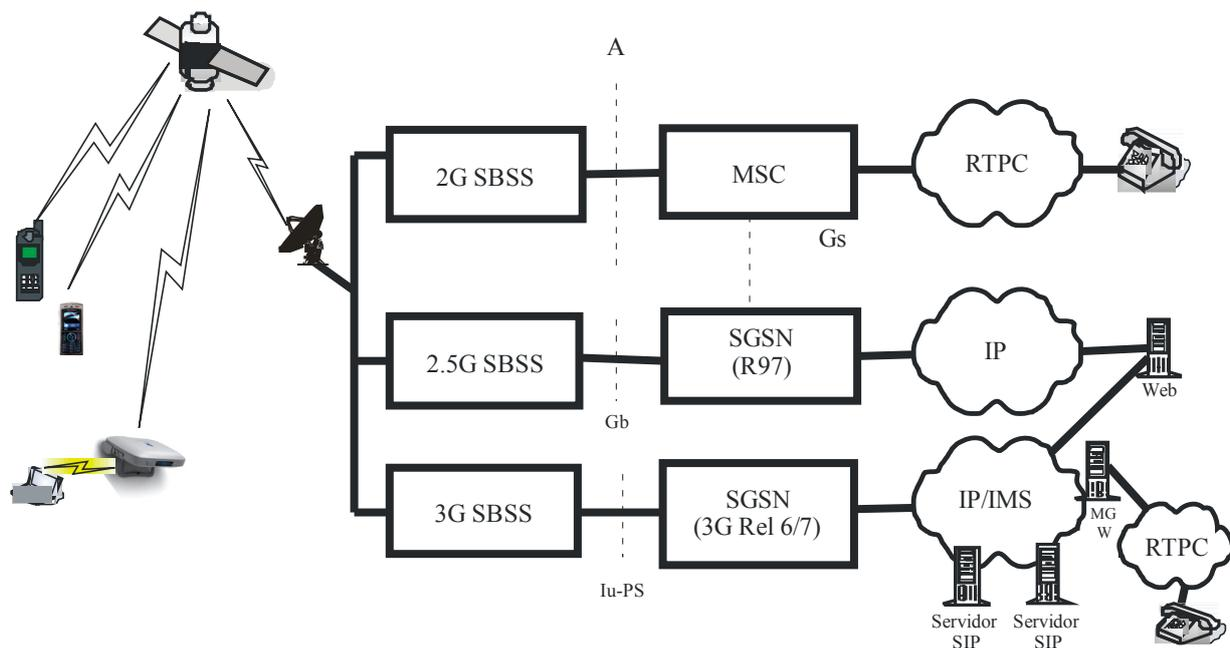 A
2G SBSS
MSC
RTPC
Gs
2.5G SBSS
SGSN
(R97)
IP
Web
Gb
3G SBSS
SGSN
(3G Rel 6/7)
IP/IMS
MG
W
RTPC
Iu-PS
Servidor
SIP
Servidor
SIP